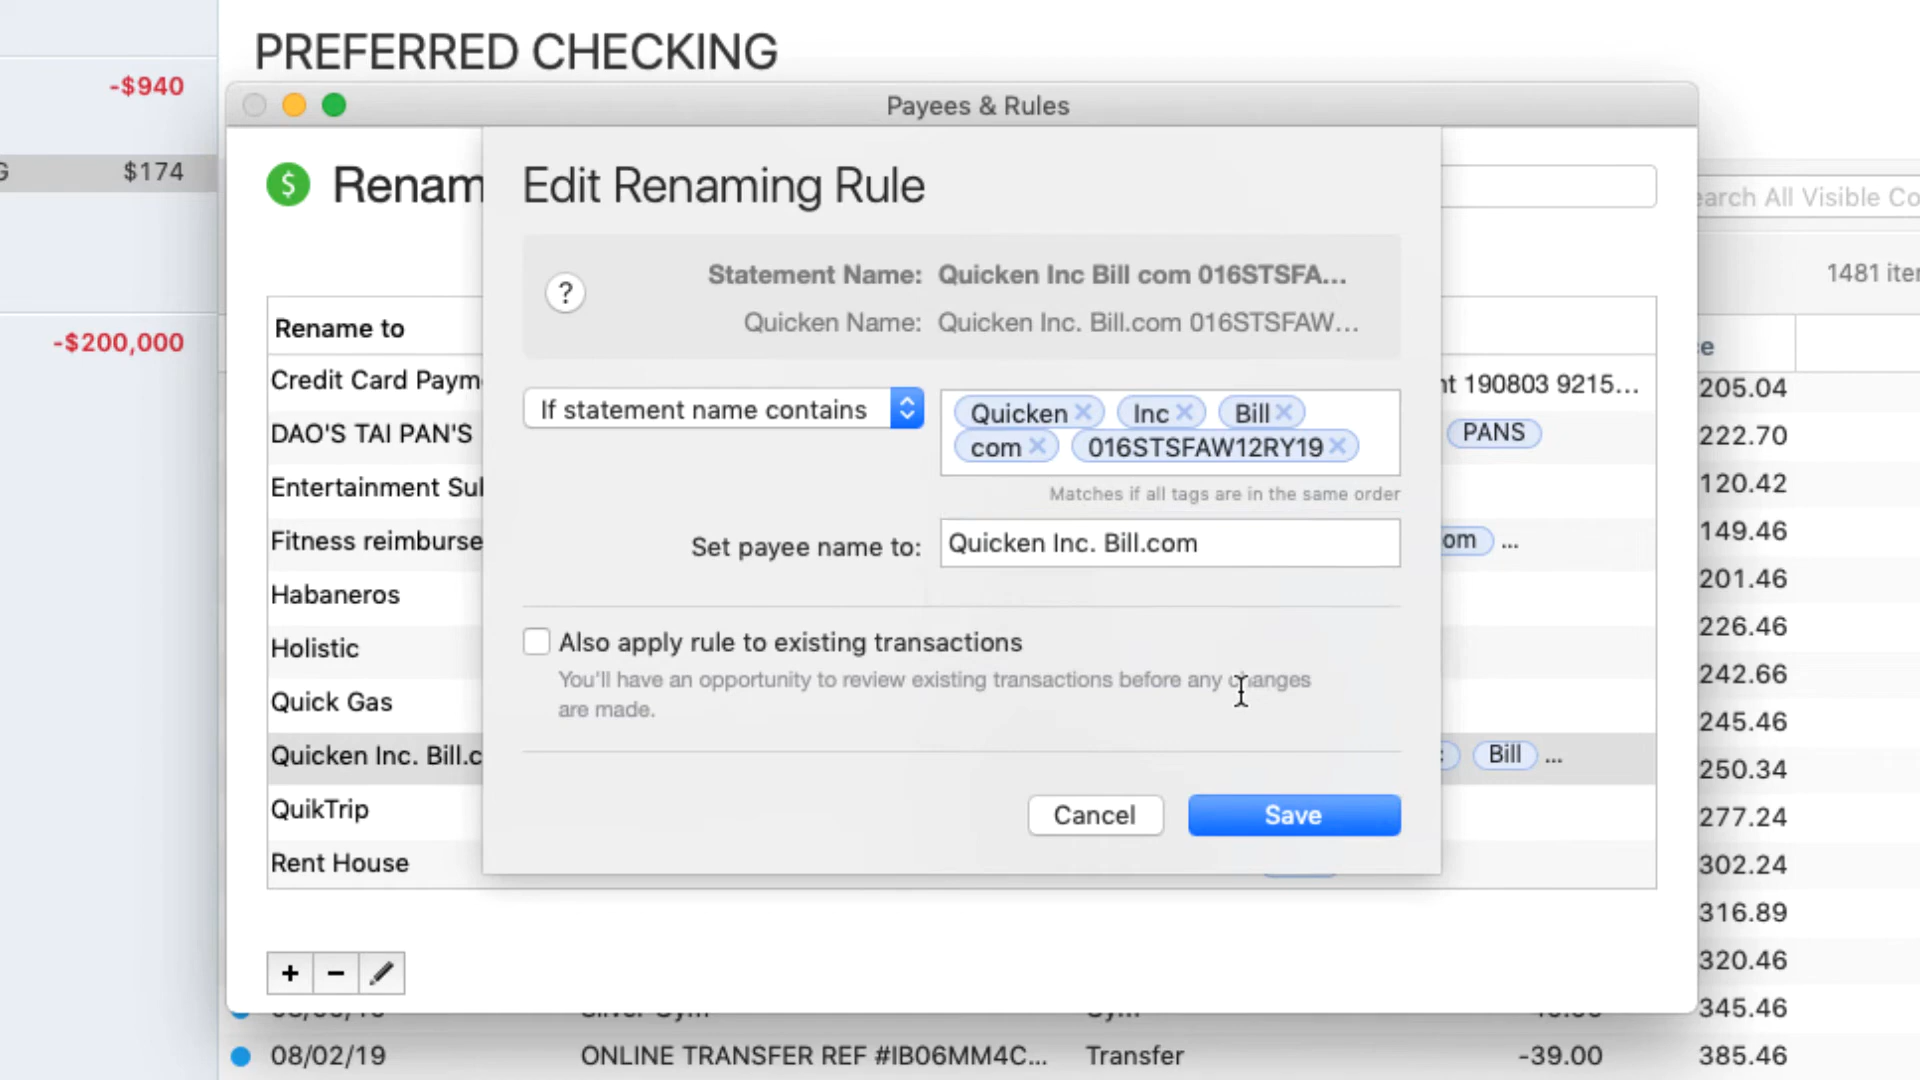 PREFERRED CHECKING
-$940
Payees & Rules
G $174
$ Renam
Edit Renaming Rule
earch All Visible Co
? Statement Name: Quicken Inc Bill com 016STSFA...
Quicken Name: Quicken Inc. Bill.com 016STSFAW...
1481 iter
-$200,000
Rename to
e
Credit Card Paym
nt 190803 9215...
205.04
If statement name contains
Quicken × Inc × Bill ×
com × 016STSFAW12RY19 ×
DAO'S TAI PAN'S
PANS
222.70
Entertainment Sul
120.42
Matches if all tags are in the same order
Fitness reimburse
Set payee name to: Quicken Inc. Bill.com
om ...
149.46
Habaneros
201.46
Holistic
Also apply rule to existing transactions
226.46
You'll have an opportunity to review existing transactions before any changes
are made.
242.66
Quick Gas
245.46
Quicken Inc. Bill.c
Bill ...
250.34
QuikTrip
Cancel Save
277.24
Rent House
302.24
316.89
320.46
+ −
345.46
08/02/19 ONLINE TRANSFER REF #IB06MM4C... Transfer -39.00 385.46